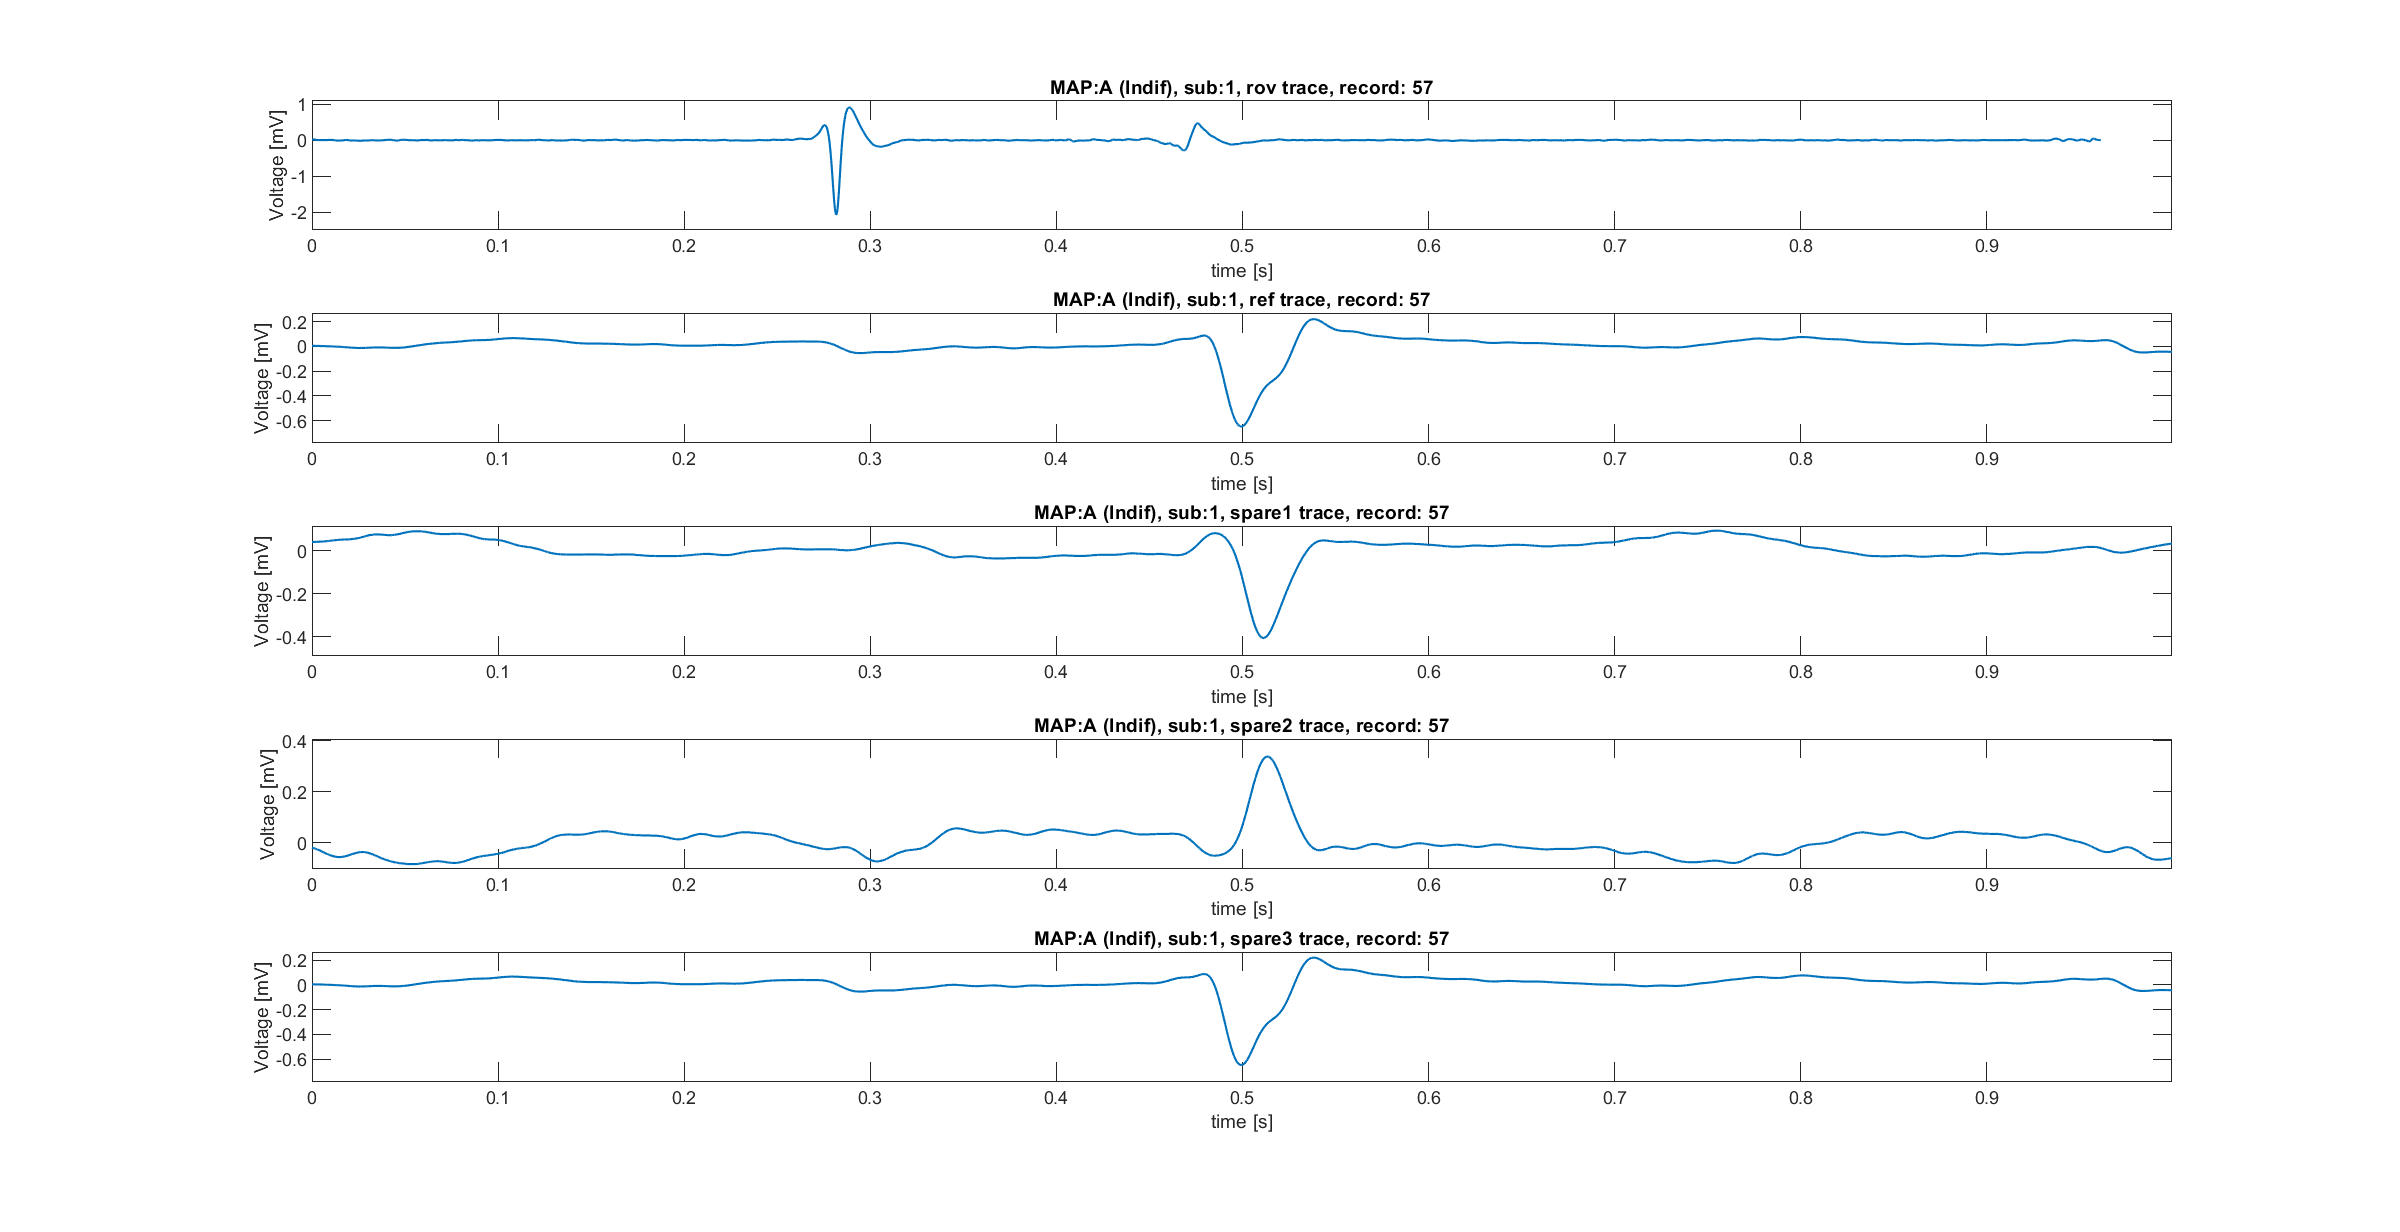 MAP:A (Indif), sub:1, rov trace, record: 57
Voltage [mV]
1
0
-1
-2
0 0.1 0.2 0.3 0.4 0.5 0.6 0.7 0.8 0.9
time [s]
MAP:A (Indif), sub:1, ref trace, record: 57
Voltage [mV]
0.2
0
-0.2
-0.4
-0.6
0 0.1 0.2 0.3 0.4 0.5 0.6 0.7 0.8 0.9
time [s]
MAP:A (Indif), sub:1, spare1 trace, record: 57
Voltage [mV]
0
-0.2
-0.4
0 0.1 0.2 0.3 0.4 0.5 0.6 0.7 0.8 0.9
time [s]
MAP:A (Indif), sub:1, spare2 trace, record: 57
Voltage [mV]
0.4
0.2
0
0 0.1 0.2 0.3 0.4 0.5 0.6 0.7 0.8 0.9
time [s]
MAP:A (Indif), sub:1, spare3 trace, record: 57
Voltage [mV]
0.2
0
-0.2
-0.4
-0.6
0 0.1 0.2 0.3 0.4 0.5 0.6 0.7 0.8 0.9
time [s]